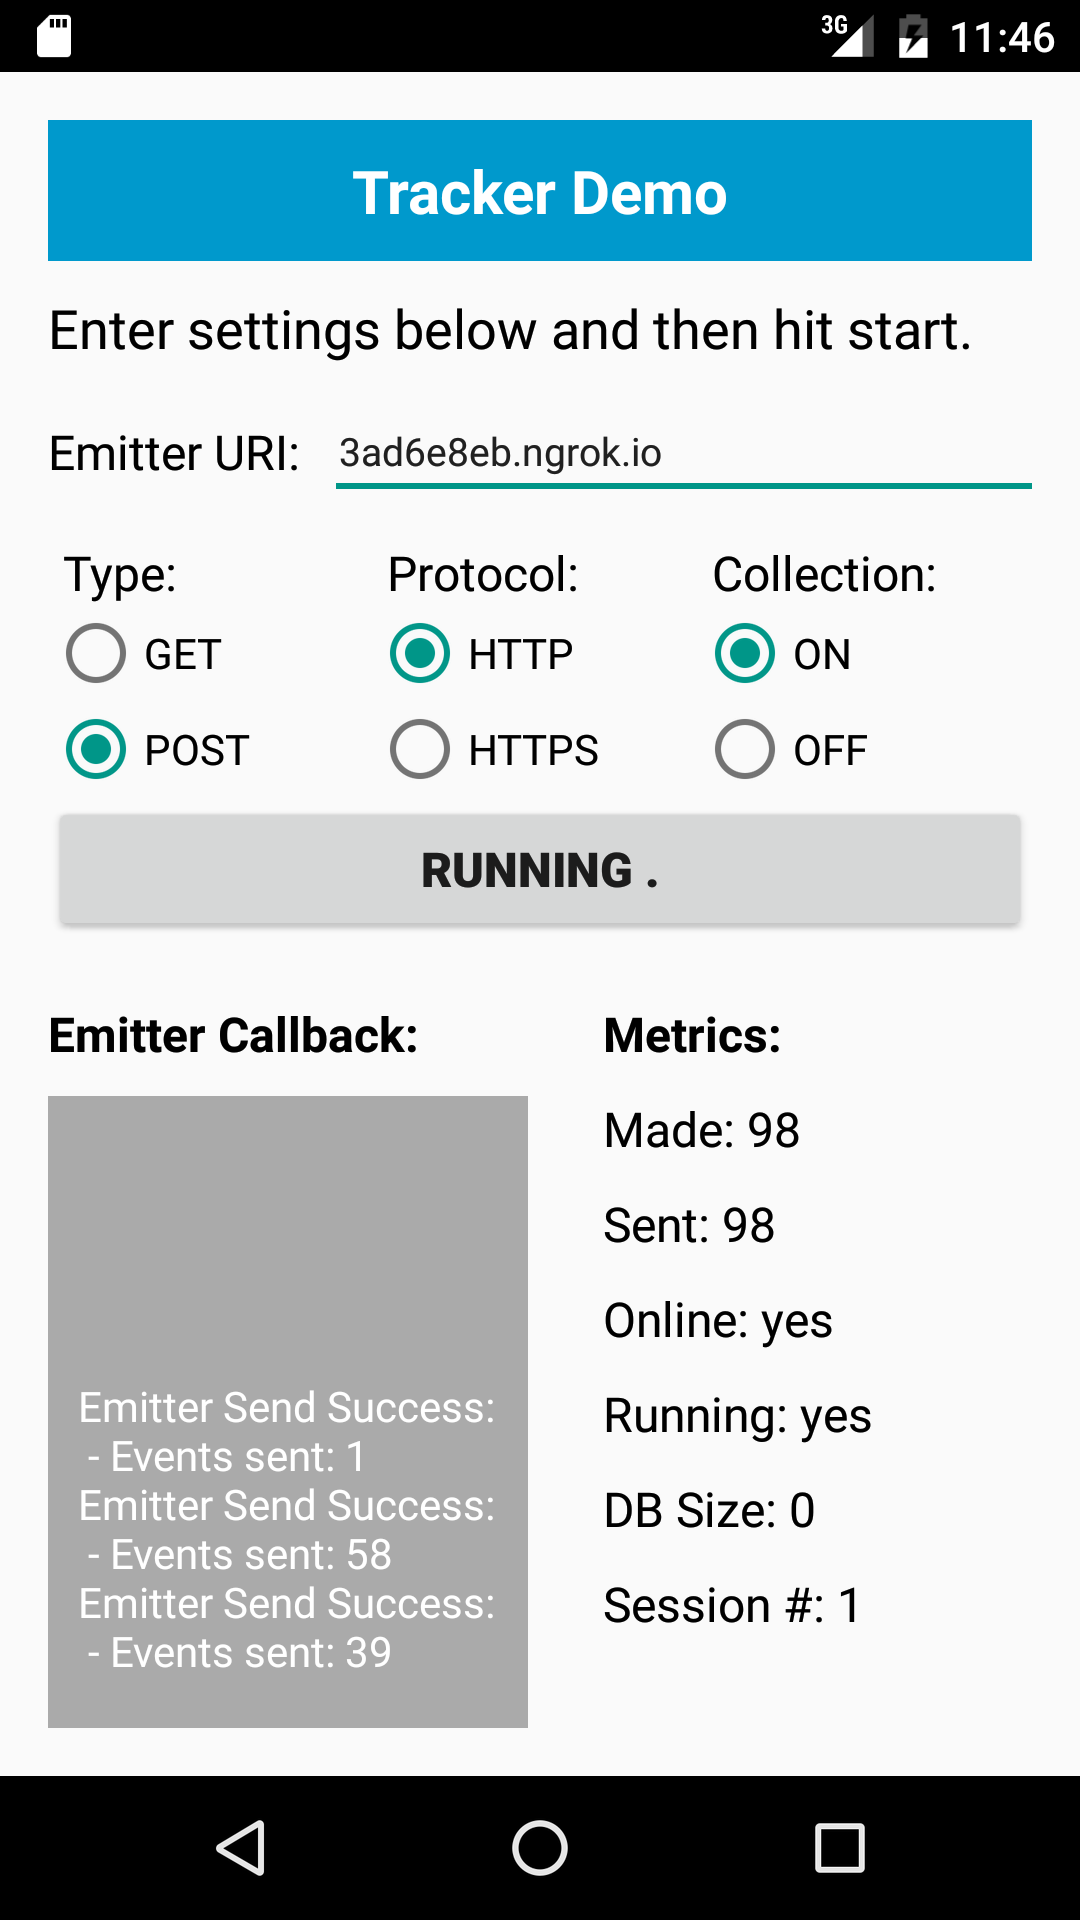 3G 11:46
Tracker Demo
Enter settings below and then hit start.
Emitter URI: 3ad6e8eb.ngrok.io
Type: Protocol: Collection:
GET HTTP ON
POST HTTPS OFF
RUNNING .
Emitter Callback:
Emitter Send Success:
- Events sent: 1
Emitter Send Success:
- Events sent: 58
Emitter Send Success:
- Events sent: 39
Metrics:
Made: 98
Sent: 98
Online: yes
Running: yes
DB Size: 0
Session #: 1